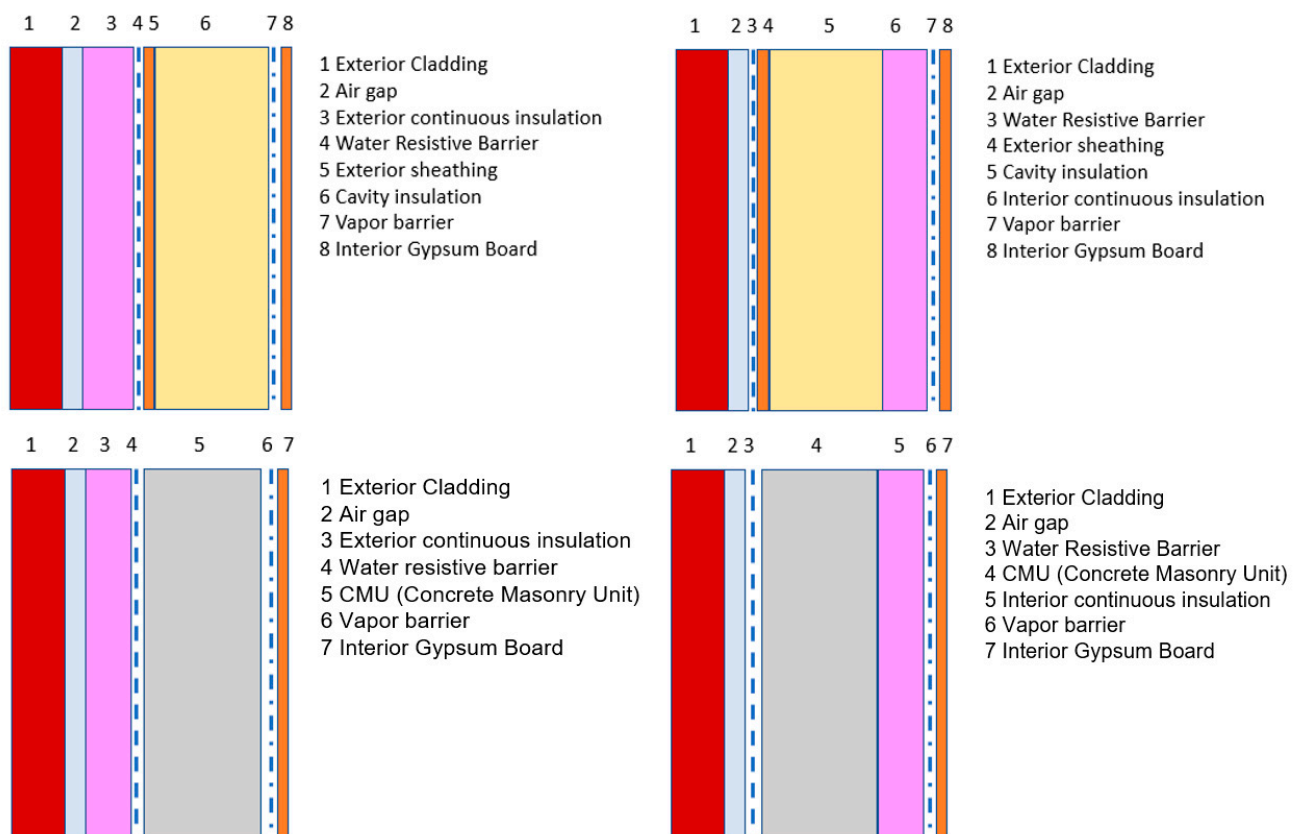 1 2 3 4 5 6 7 8
1 Exterior Cladding
2 Air gap
3 Exterior continuous insulation
4 Water Resistive Barrier
5 Exterior sheathing
6 Cavity insulation
7 Vapor barrier
8 Interior Gypsum Board
1 2 3 4 5 6 7 8
1 Exterior Cladding
2 Air gap
3 Water Resistive Barrier
4 Exterior sheathing
5 Cavity insulation
6 Interior continuous insulation
7 Vapor barrier
8 Interior Gypsum Board
1 2 3 4 5 6 7
1 Exterior Cladding
2 Air gap
3 Exterior continuous insulation
4 Water resistive barrier
5 CMU (Concrete Masonry Unit)
6 Vapor barrier
7 Interior Gypsum Board
1 2 3 4 5 6 7
1 Exterior Cladding
2 Air gap
3 Water Resistive Barrier
4 CMU (Concrete Masonry Unit)
5 Interior continuous insulation
6 Vapor barrier
7 Interior Gypsum Board